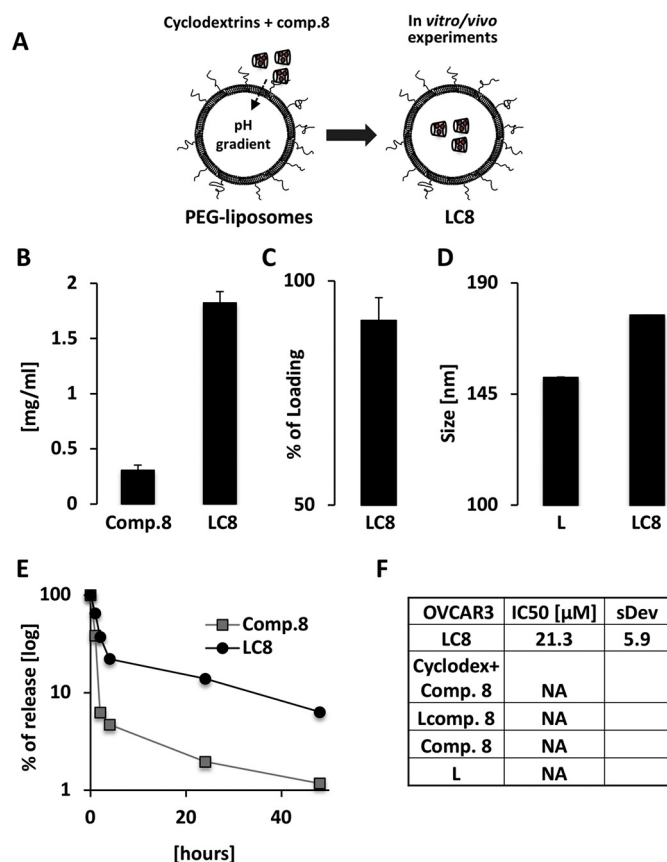 A
Cyclodextrins + comp.8
In vitro/vivo
experiments
pH
gradient
PEG-liposomes
LC8
B
[mg/ml]
2
1.5
1
0.5
0
Comp.8 LC8
C
% of Loading
100
50
LC8
D
Size [nm]
190
145
100
L LC8
E
% of release [log]
100
10
1
Comp.8
LC8
0 20 40
[hours]
F
OVCAR3 IC50 [µM] sDev
LC8 21.3 5.9
Cyclodex+
Comp. 8 NA
Lcomp. 8 NA
Comp. 8 NA
L NA